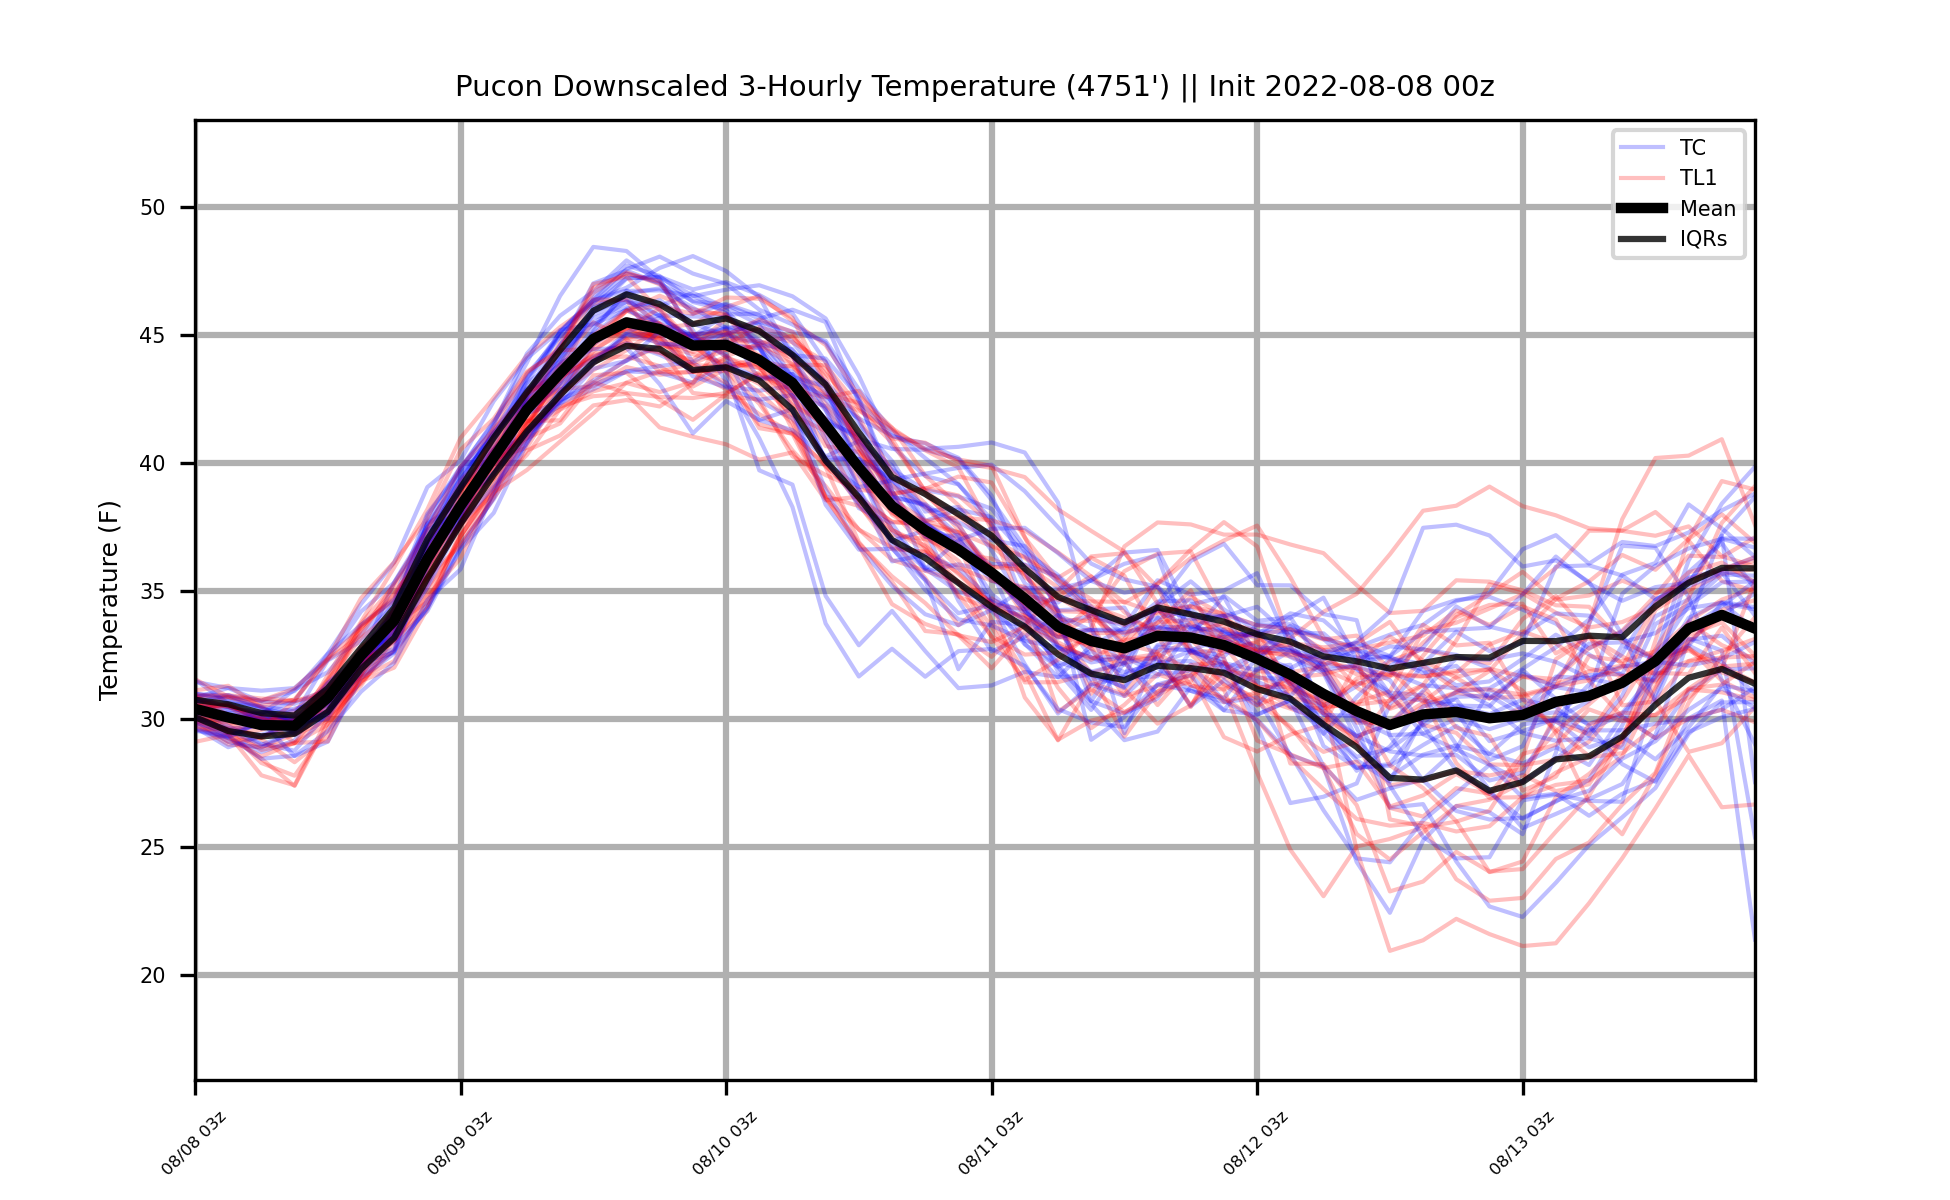 Pucon Downscaled 3-Hourly Temperature (4751') || Init 2022-08-08 00z
TC
TL1
Mean
IQRs
Temperature (F)
50
45
40
35
30
25
20
08/08 03z
08/09 03z
08/10 03z
08/11 03z
08/12 03z
08/13 03z